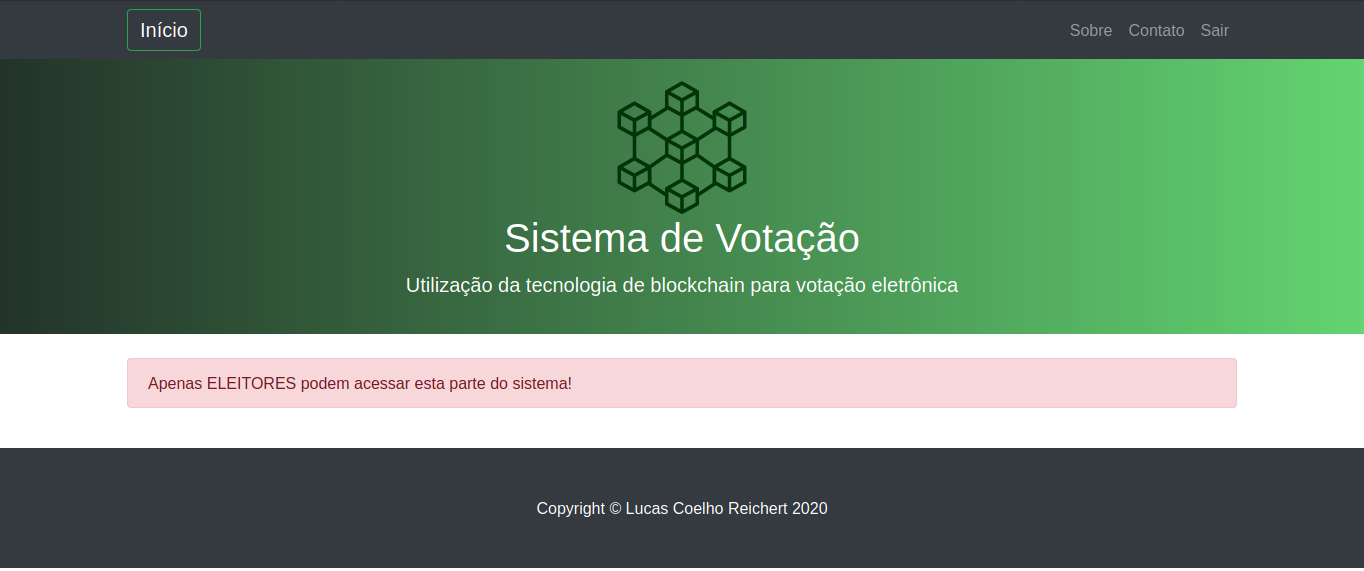 Início
Sobre Contato Sair
Sistema de Votação
Utilização da tecnologia de blockchain para votação eletrônica
Apenas ELEITORES podem acessar esta parte do sistema!
Copyright © Lucas Coelho Reichert 2020